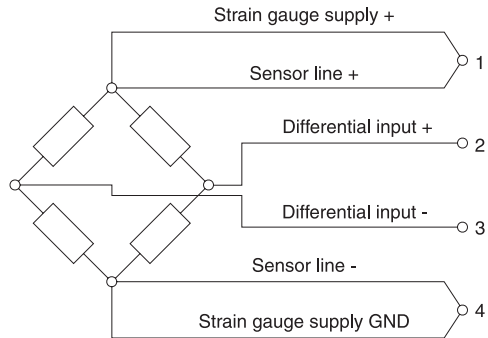 Strain gauge supply +
1
Sensor line +
Differential input +
2
Differential input -
3
Sensor line -
4
Strain gauge supply GND